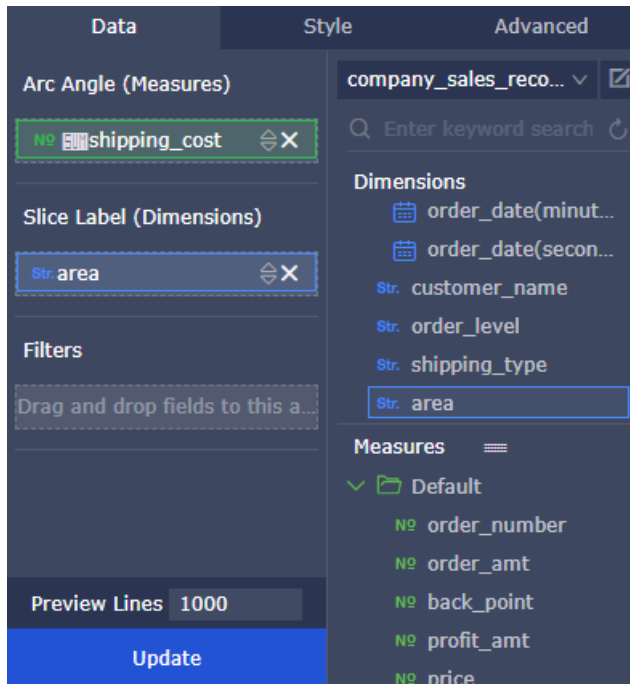 Data
Style
Advanced
Arc Angle (Measures)
Nº SUM shipping_cost
Slice Label (Dimensions)
Str. area
Filters
Drag and drop fields to this a...
Preview Lines 1000
Update
company_sales_reco...
Enter keyword search
Dimensions
order_date(minut...
order_date(secon...
Str. customer_name
Str. order_level
Str. shipping_type
Str. area
Measures
Default
Nº order_number
Nº order_amt
Nº back_point
Nº profit_amt
Nº price